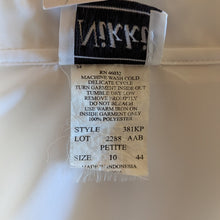 Nikki
RN 46032
MACHINE WASH COLD
DELICATE CYCLE
TURN GARMENT INSIDE OUT
TUMBLE DRY LOW
REMOVE PROMPTLY
DO NOT BLEACH
USE WARM IRON ON
INSIDE GARMENT ONLY
100% POLYESTER
STYLE 381KP
LOT 2288 AAB
PETITE
SIZE 10 44
MADE IN INDONESIA